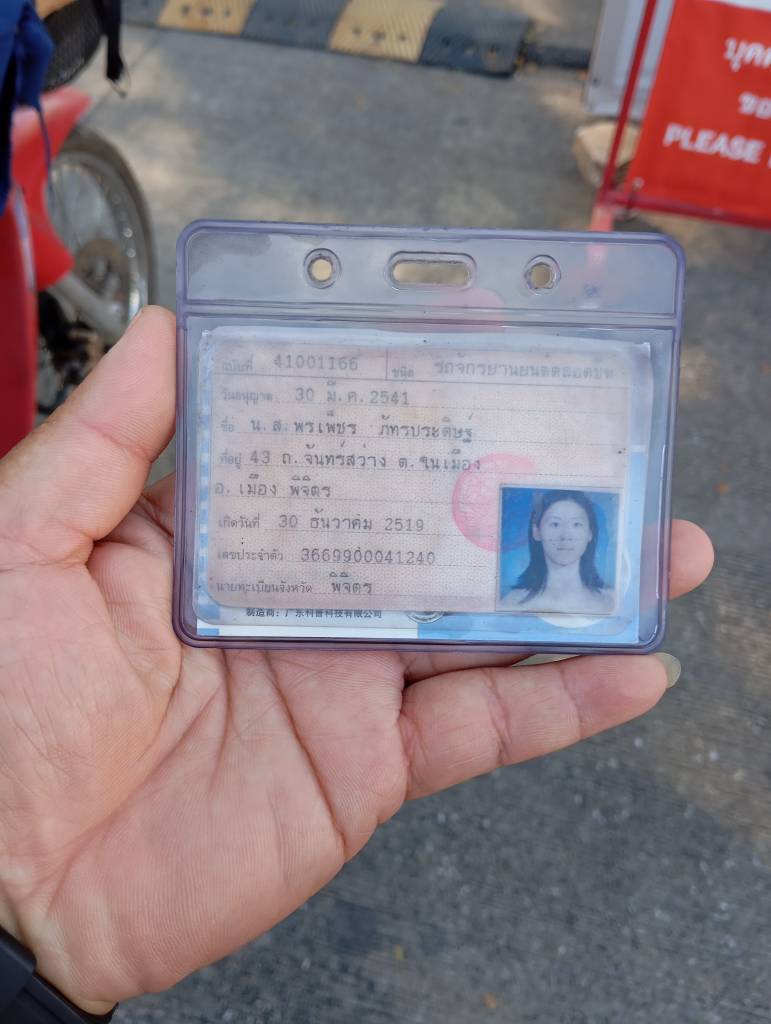 บุค
ขอ
PLEASE
ฉบับที่ 41001166 ชนิด รถจักรยานยนต์ตลอดชีพ
วันอนุญาต 30 มี.ค.2541
ชื่อ น.ส.พรเพ็ชร ภัทรประดิษฐ์
ที่อยู่ 43 ถ.จันทร์สว่าง ต.ในเมือง
อ.เมือง พิจิตร
เกิดวันที่ 30 ธันวาคม 2519
เลขประจำตัว 3669900041240
นายทะเบียนจังหวัด พิจิตร
制造商：广东科普科技有限公司